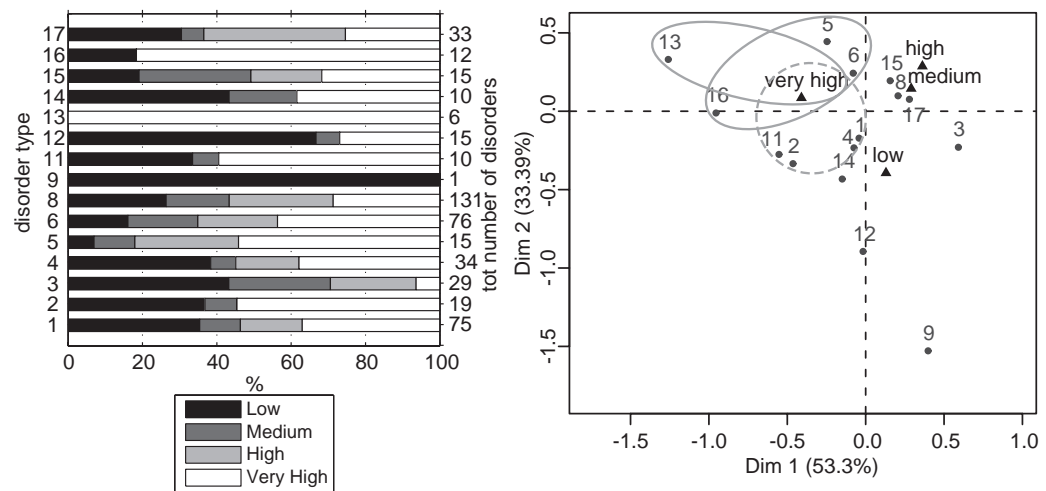 17 33
16 12
15 15
14 10
13 6
12 15
11 10
9 1
8 131
6 76
5 15
4 34
3 29
2 19
1 75
disorder type
tot number of disorders
0 20 40 60 80 100
%
Low
Medium
High
Very High
0.5
0.0
-0.5
-1.0
-1.5
Dim 2 (33.39%)
5
13
6
high
15
8
medium
very high
16
17
1
4
3
11
2
14
low
12
9
-1.5 -1.0 -0.5 0.0 0.5 1.0
Dim 1 (53.3%)